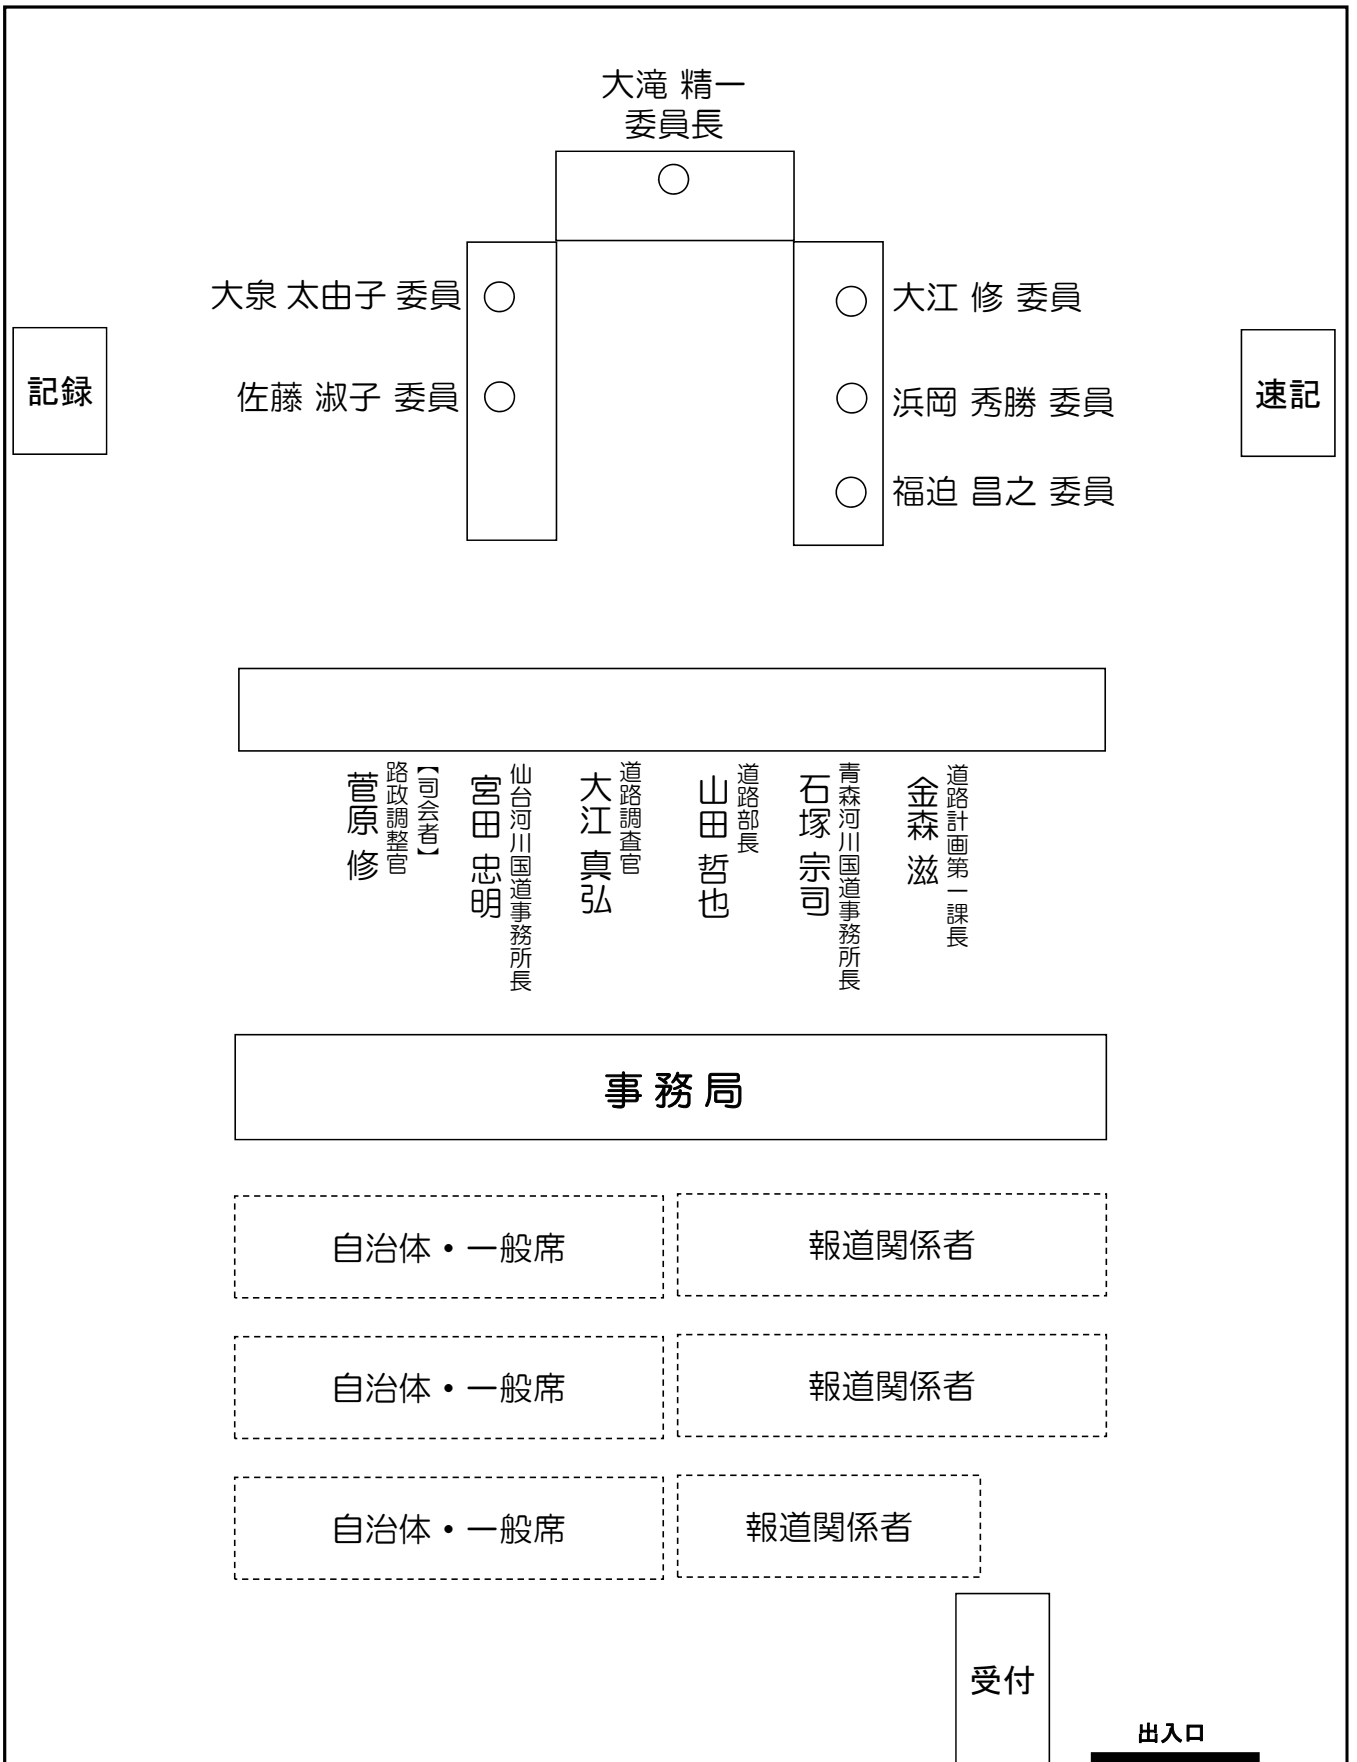 大滝 精一
委員長
大泉 太由子 委員
大江 修 委員
記録
佐藤 淑子 委員
浜岡 秀勝 委員
速記
福迫 昌之 委員
【司会者】
路政調整官
菅原 修
仙台河川国道事務所長
宮田 忠明
道路調査官
大江 真弘
道路部長
山田 哲也
青森河川国道事務所長
石塚 宗司
道路計画第一課長
金森 滋
事務局
自治体・一般席
報道関係者
自治体・一般席
報道関係者
自治体・一般席
報道関係者
受付
出入口